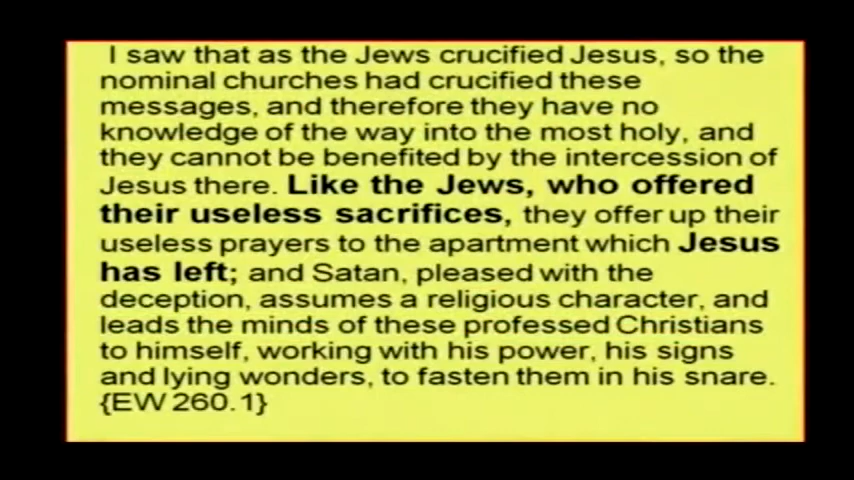 I saw that as the Jews crucified Jesus, so the
nominal churches had crucified these
messages, and therefore they have no
knowledge of the way into the most holy, and
they cannot be benefited by the intercession of
Jesus there. Like the Jews, who offered
their useless sacrifices, they offer up their
useless prayers to the apartment which Jesus
has left; and Satan, pleased with the
deception, assumes a religious character, and
leads the minds of these professed Christians
to himself, working with his power, his signs
and lying wonders, to fasten them in his snare.
{EW 260.1}